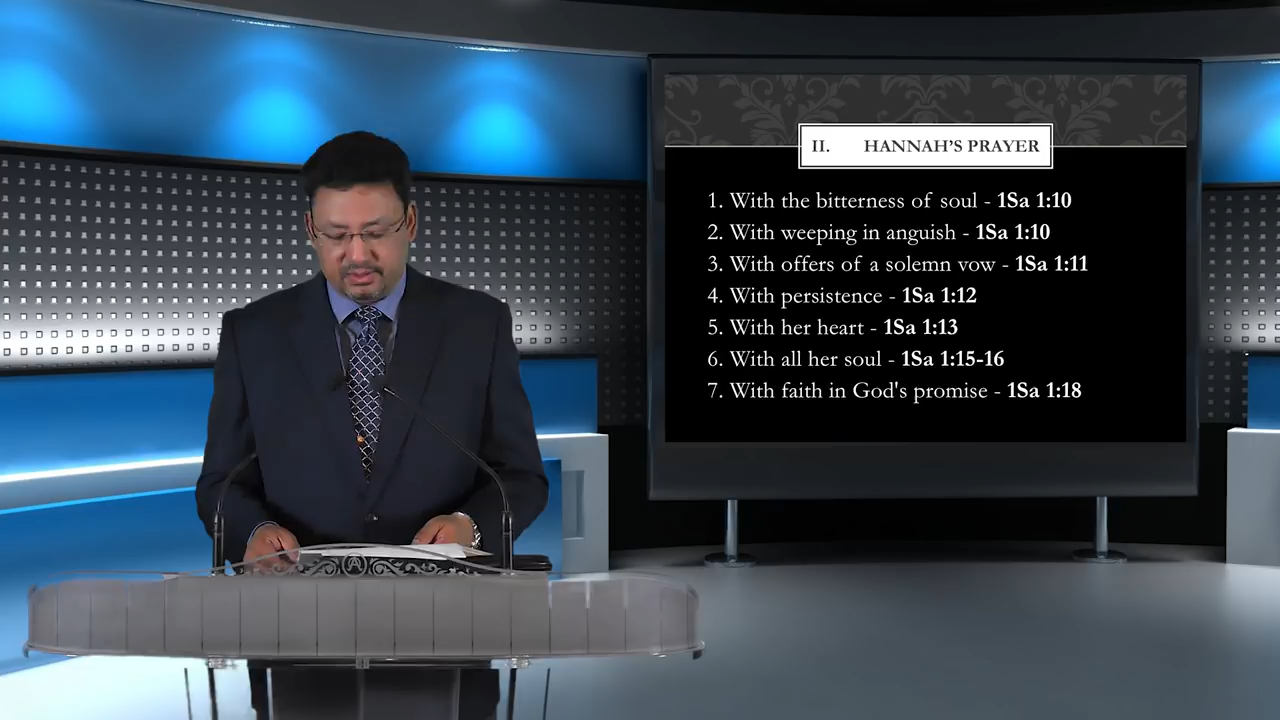 II. HANNAH'S PRAYER
1. With the bitterness of soul - 1Sa 1:10
2. With weeping in anguish - 1Sa 1:10
3. With offers of a solemn vow - 1Sa 1:11
4. With persistence - 1Sa 1:12
5. With her heart - 1Sa 1:13
6. With all her soul - 1Sa 1:15-16
7. With faith in God's promise - 1Sa 1:18